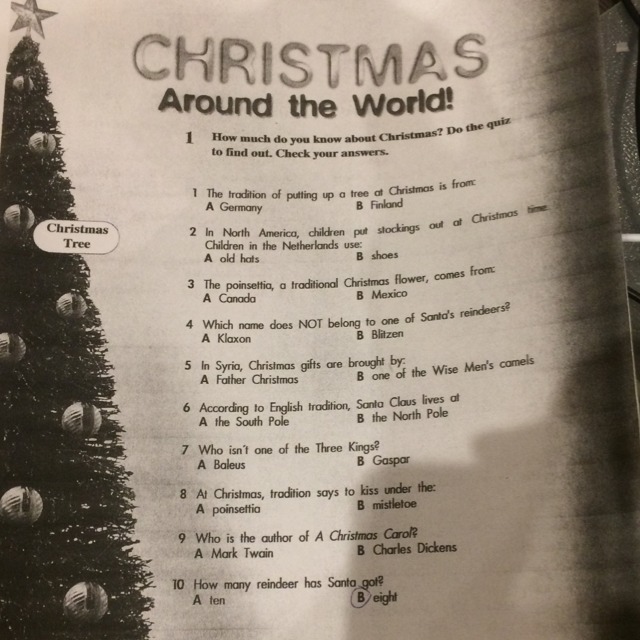 CHRISTMAS
Around the World!
1 How much do you know about Christmas? Do the quiz
to find out. Check your answers.
1 The tradition of putting up a tree at Christmas is from:
A Germany B Finland
Christmas
Tree
2 In North America, children put stockings out at Christmas time.
Children in the Netherlands use:
A old hats B shoes
3 The poinsettia, a traditional Christmas flower, comes from:
A Canada B Mexico
4 Which name does NOT belong to one of Santa's reindeers?
A Klaxon B Blitzen
5 In Syria, Christmas gifts are brought by:
A Father Christmas B one of the Wise Men's camels
6 According to English tradition, Santa Claus lives at
A the South Pole B the North Pole
7 Who isn't one of the Three Kings?
A Baleus B Gaspar
8 At Christmas, tradition says to kiss under the:
A poinsettia B mistletoe
9 Who is the author of A Christmas Carol?
A Mark Twain B Charles Dickens
10 How many reindeer has Santa got?
A ten B eight